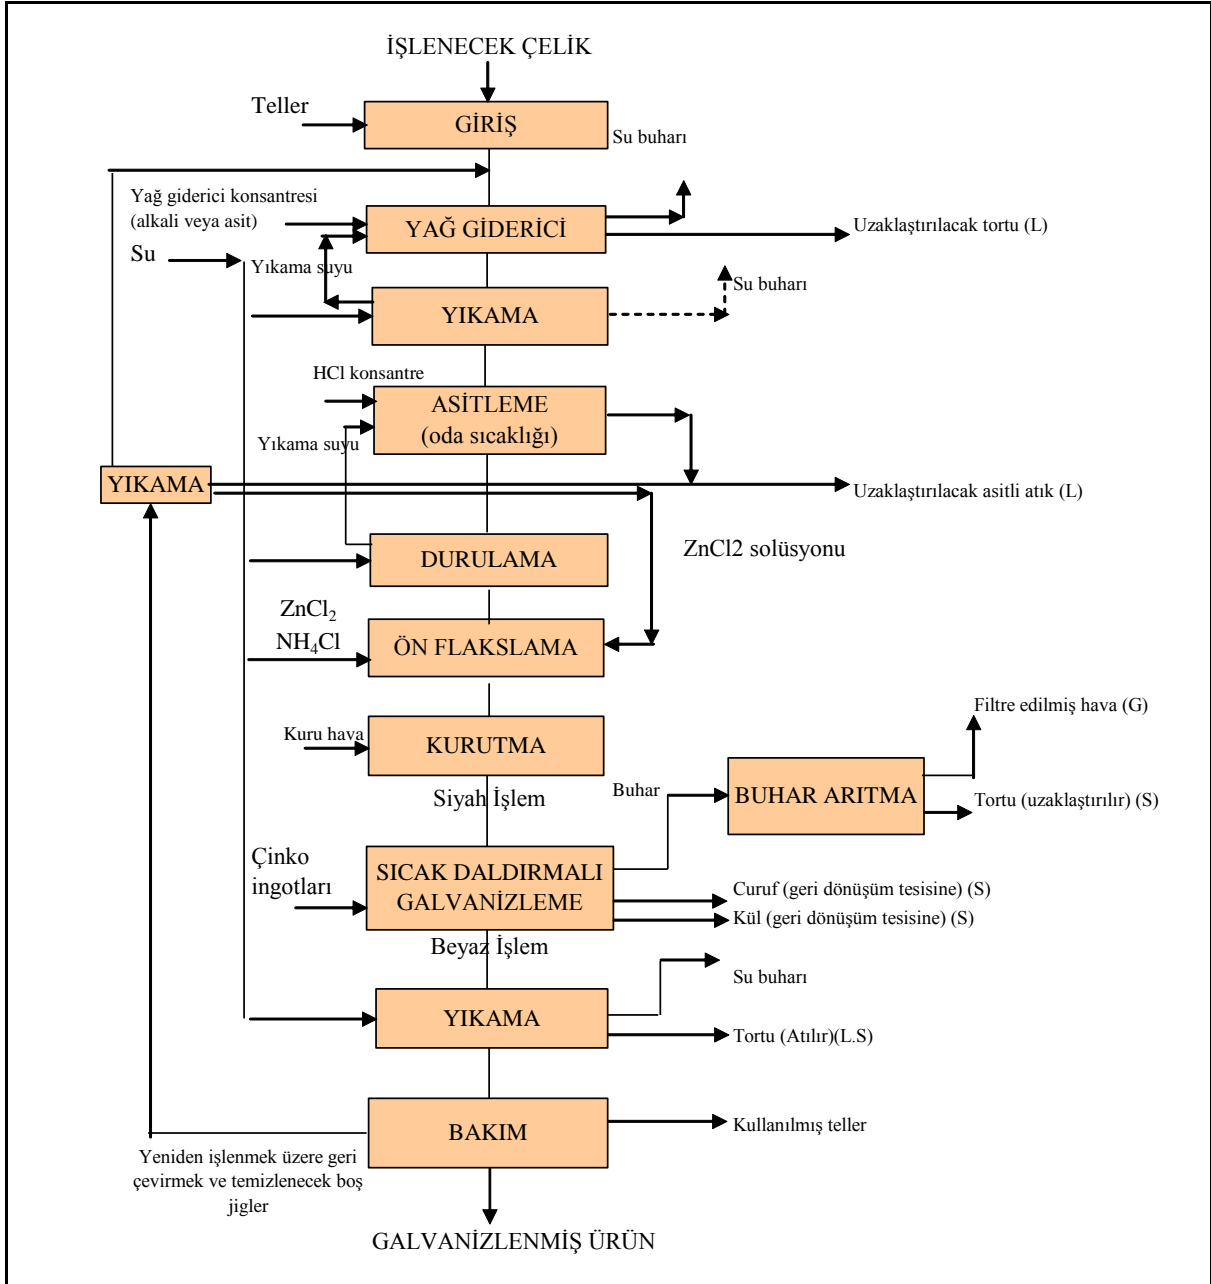 İŞLENECEK ÇELİK
Teller
GİRİŞ
Su buharı
Yağ giderici konsantresi
(alkali veya asit)
YAĞ GİDERİCİ
Uzaklaştırılacak tortu (L)
Su
Yıkama suyu
Su buharı
YIKAMA
HCl konsantre
ASİTLEME
(oda sıcaklığı)
Yıkama suyu
YIKAMA
Uzaklaştırılacak asitli atık (L)
DURULAMA
ZnCl2 solüsyonu
ZnCl₂
NH₄Cl
ÖN FLAKSLAMA
Filtre edilmiş hava (G)
Kuru hava
KURUTMA
Siyah İşlem
Buhar
BUHAR ARITMA
Tortu (uzaklaştırılır) (S)
Çinko
ingotları
SICAK DALDIRMALI
GALVANİZLEME
Curuf (geri dönüşüm tesisine) (S)
Kül (geri dönüşüm tesisine) (S)
Beyaz İşlem
Su buharı
YIKAMA
Tortu (Atılır)(L.S)
BAKIM
Kullanılmış teller
Yeniden işlenmek üzere geri
çevirmek ve temizlenecek boş
jigler
GALVANİZLENMİŞ ÜRÜN